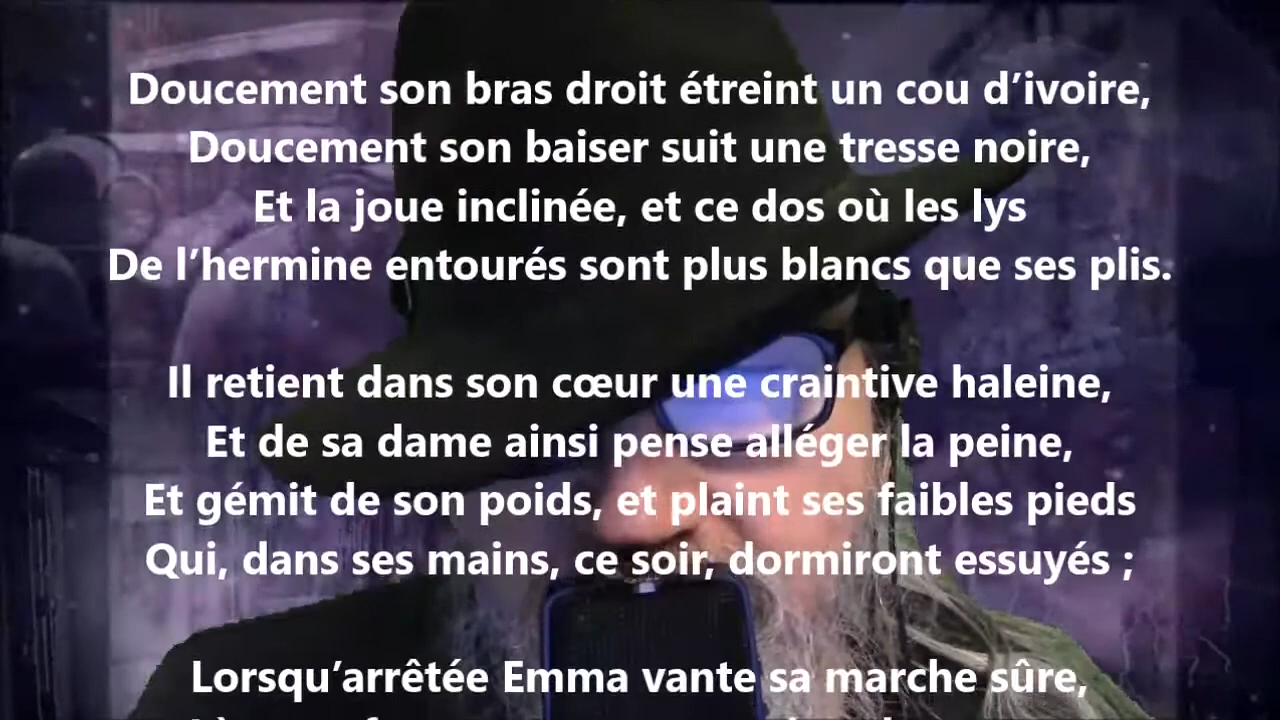 Doucement son bras droit étreint un cou d’ivoire,
Doucement son baiser suit une tresse noire,
Et la joue inclinée, et ce dos où les lys
De l’hermine entourés sont plus blancs que ses plis.
Il retient dans son cœur une craintive haleine,
Et de sa dame ainsi pense alléger la peine,
Et gémit de son poids, et plaint ses faibles pieds
Qui, dans ses mains, ce soir, dormiront essuyés ;
Lorsqu’arrêtée Emma vante sa marche sûre,